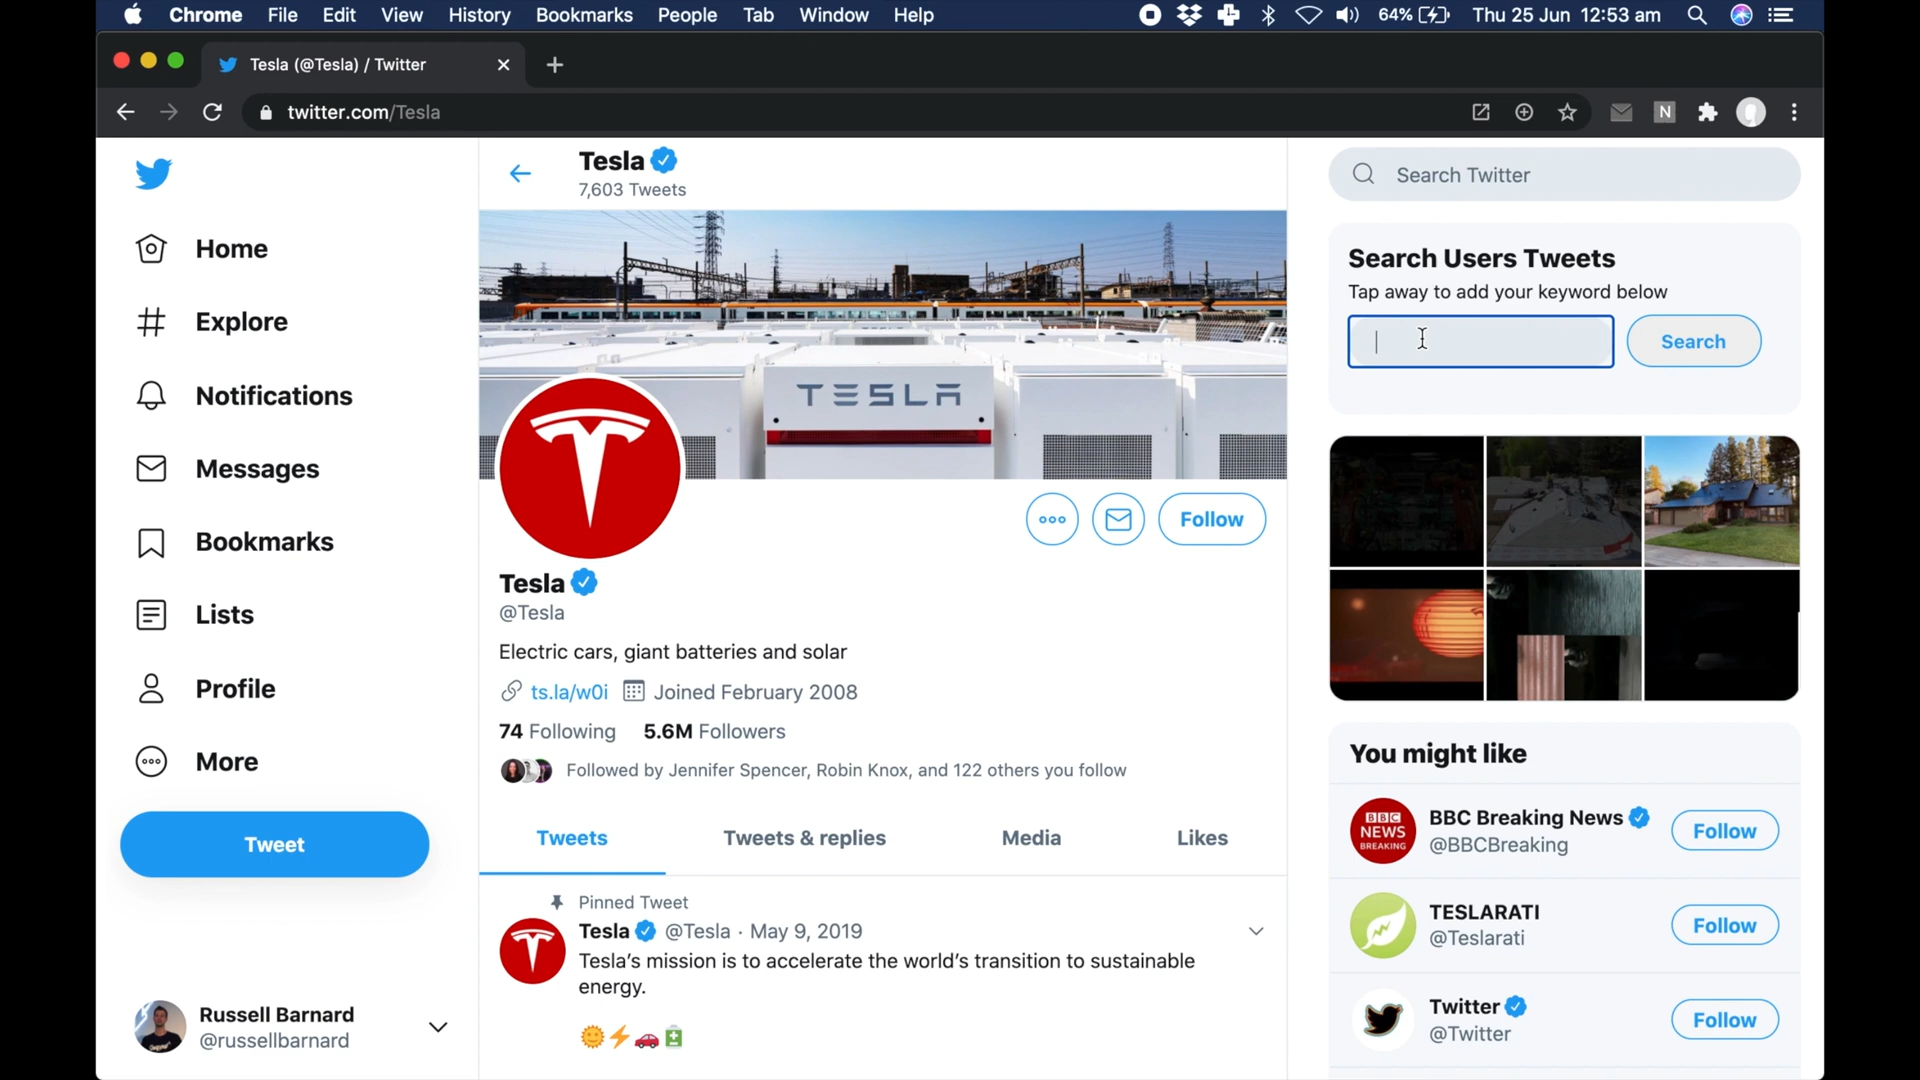 Chrome File Edit View History Bookmarks People Tab Window Help 64% Thu 25 Jun 12:53 am
Tesla (@Tesla) / Twitter
twitter.com/Tesla
N
Home
Explore
Notifications
Messages
Bookmarks
Lists
Profile
More
Tweet
Russell Barnard
@russellbarnard
Tesla
7,603 Tweets
TESLA
Follow
Tesla
@Tesla
Electric cars, giant batteries and solar
ts.la/w0i Joined February 2008
74 Following 5.6M Followers
Followed by Jennifer Spencer, Robin Knox, and 122 others you follow
Tweets Tweets & replies Media Likes
Pinned Tweet
Tesla @Tesla · May 9, 2019
Tesla’s mission is to accelerate the world’s transition to sustainable
energy.
Search Twitter
Search Users Tweets
Tap away to add your keyword below
Search
You might like
BBC
NEWS
BREAKING
BBC Breaking News
@BBCBreaking
Follow
TESLARATI
@Teslarati
Follow
Twitter
@Twitter
Follow